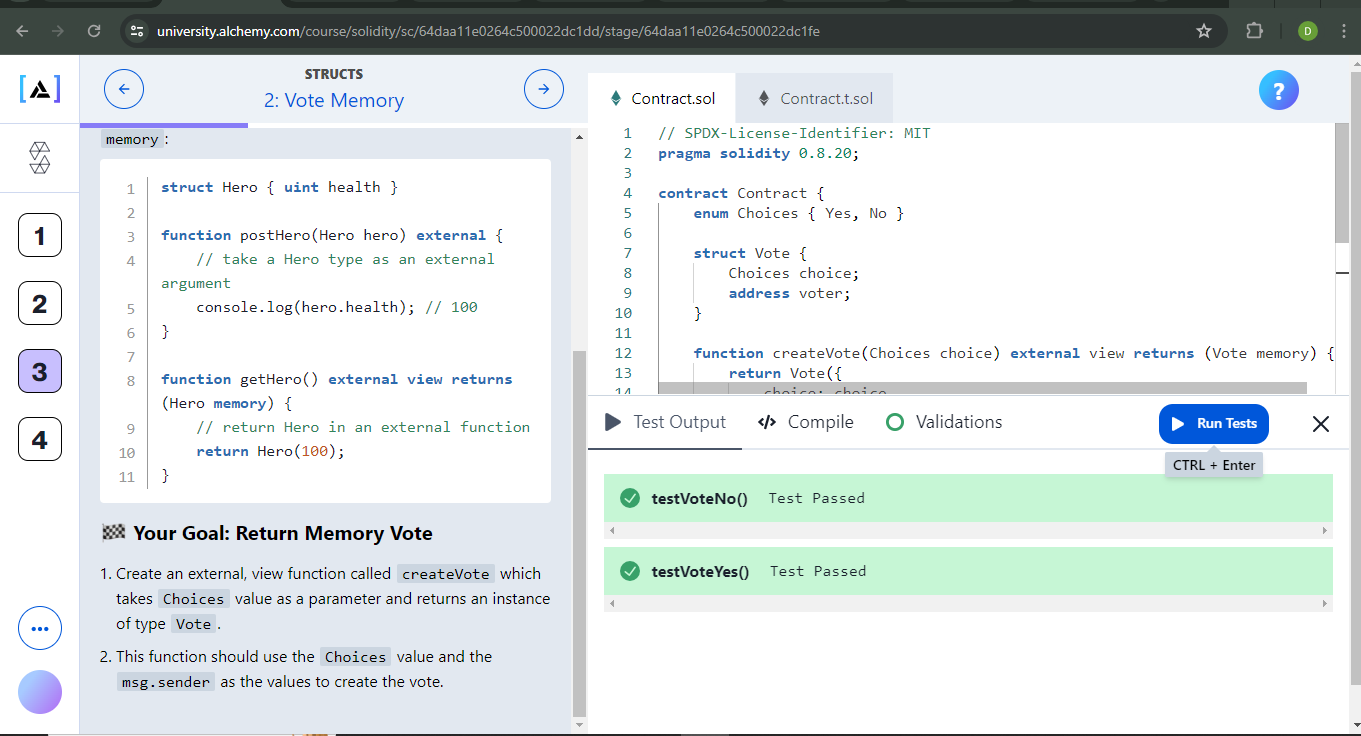 university.alchemy.com/course/solidity/sc/64daa11e0264c500022dc1dd/stage/64daa11e0264c500022dc1fe
D
[A]
STRUCTS
2: Vote Memory
1
2
3
4
memory :
1 struct Hero { uint health }
2
3 function postHero(Hero hero) external {
4 // take a Hero type as an external
argument
5 console.log(hero.health); // 100
6 }
7
8 function getHero() external view returns
(Hero memory) {
9 // return Hero in an external function
10 return Hero(100);
11 }
Your Goal: Return Memory Vote
1. Create an external, view function called createVote which
takes Choices value as a parameter and returns an instance
of type Vote .
2. This function should use the Choices value and the
msg.sender as the values to create the vote.
Contract.sol
Contract.t.sol
?
1 // SPDX-License-Identifier: MIT
2 pragma solidity 0.8.20;
3
4 contract Contract {
5 enum Choices { Yes, No }
6
7 struct Vote {
8 Choices choice;
9 address voter;
10 }
11
12 function createVote(Choices choice) external view returns (Vote memory) {
13 return Vote({
14 choice: choice
Test Output
</> Compile
Validations
Run Tests
CTRL + Enter
testVoteNo() Test Passed
testVoteYes() Test Passed